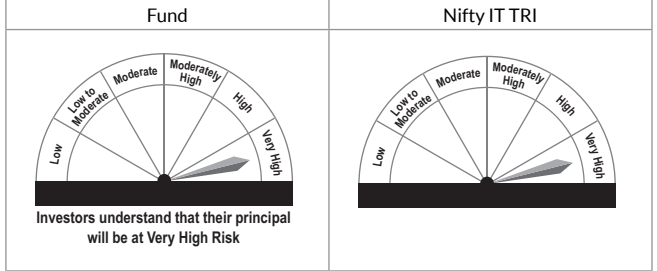 Fund
Nifty IT TRI
Low
Low to
Moderate
Moderate
Moderately
High
High
Very High
Low
Low to
Moderate
Moderate
Moderately
High
High
Very High
Investors understand that their principal
will be at Very High Risk